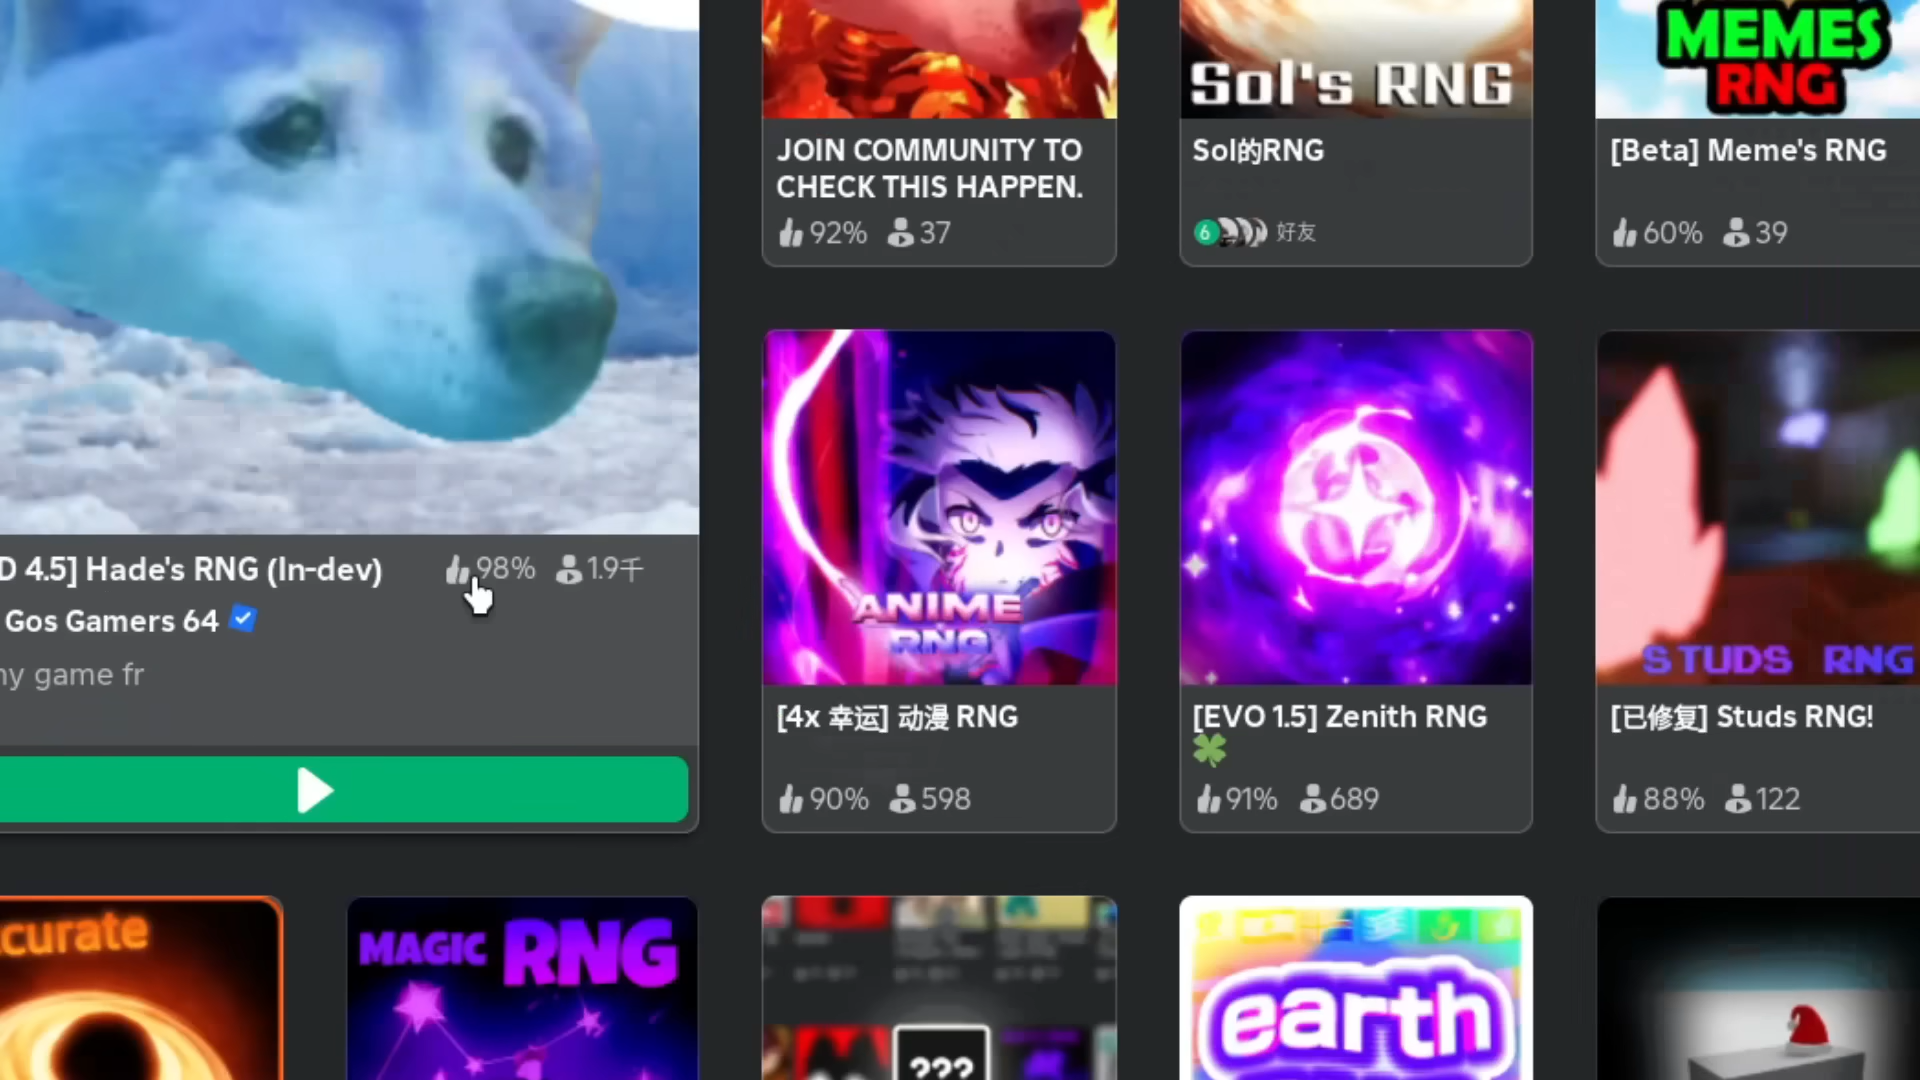 Sol's RNG
MEMES
RNG
JOIN COMMUNITY TO
CHECK THIS HAPPEN.
92% 37
Sol的RNG
6 好友
[Beta] Meme's RNG
60% 39
D 4.5] Hade's RNG (In-dev)
98% 1.9千
Gos Gamers 64
my game fr
ANIME
RNG
[4x 幸运] 动漫 RNG
90% 598
[EVO 1.5] Zenith RNG
🍀
91% 689
STUDS RNG
[已修复] Studs RNG!
88% 122
ccurate
MAGIC RNG
???
earth